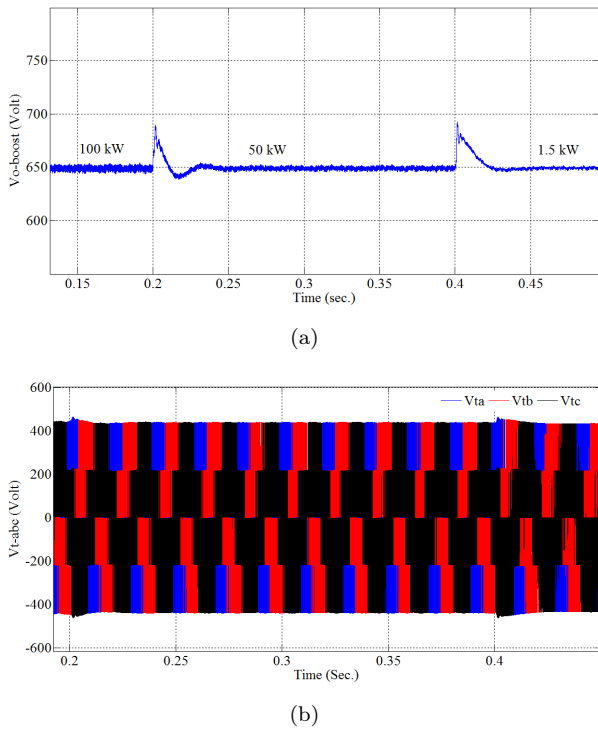 750
700
650
600
Vo-boost (Volt)
100 kW
50 kW
1.5 kW
0.15 0.2 0.25 0.3 0.35 0.4 0.45
Time (sec.)
(a)
600
400
200
0
-200
-400
-600
Vt-abc (Volt)
Vta Vtb Vtc
0.2 0.25 0.3 0.35 0.4
Time (Sec.)
(b)